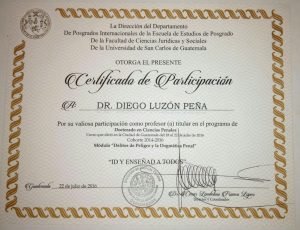 La Dirección del Departamento
De Posgrados Internacionales de la Escuela de Estudios de Posgrado
De la Facultad de Ciencias Jurídicas y Sociales
De la Universidad de San Carlos de Guatemala
OTORGA EL PRESENTE
Certificado de Participación
A: DR. DIEGO LUZÓN PEÑA
Por su valiosa participación como profesor (a) titular en el programa de
Doctorado en Ciencias Penales
Cohorte 2014-2016
Módulo "Delitos de Peligro y la Dogmática Penal"
"ID Y ENSEÑAD A TODOS"
Guatemala 22 de julio de 2016